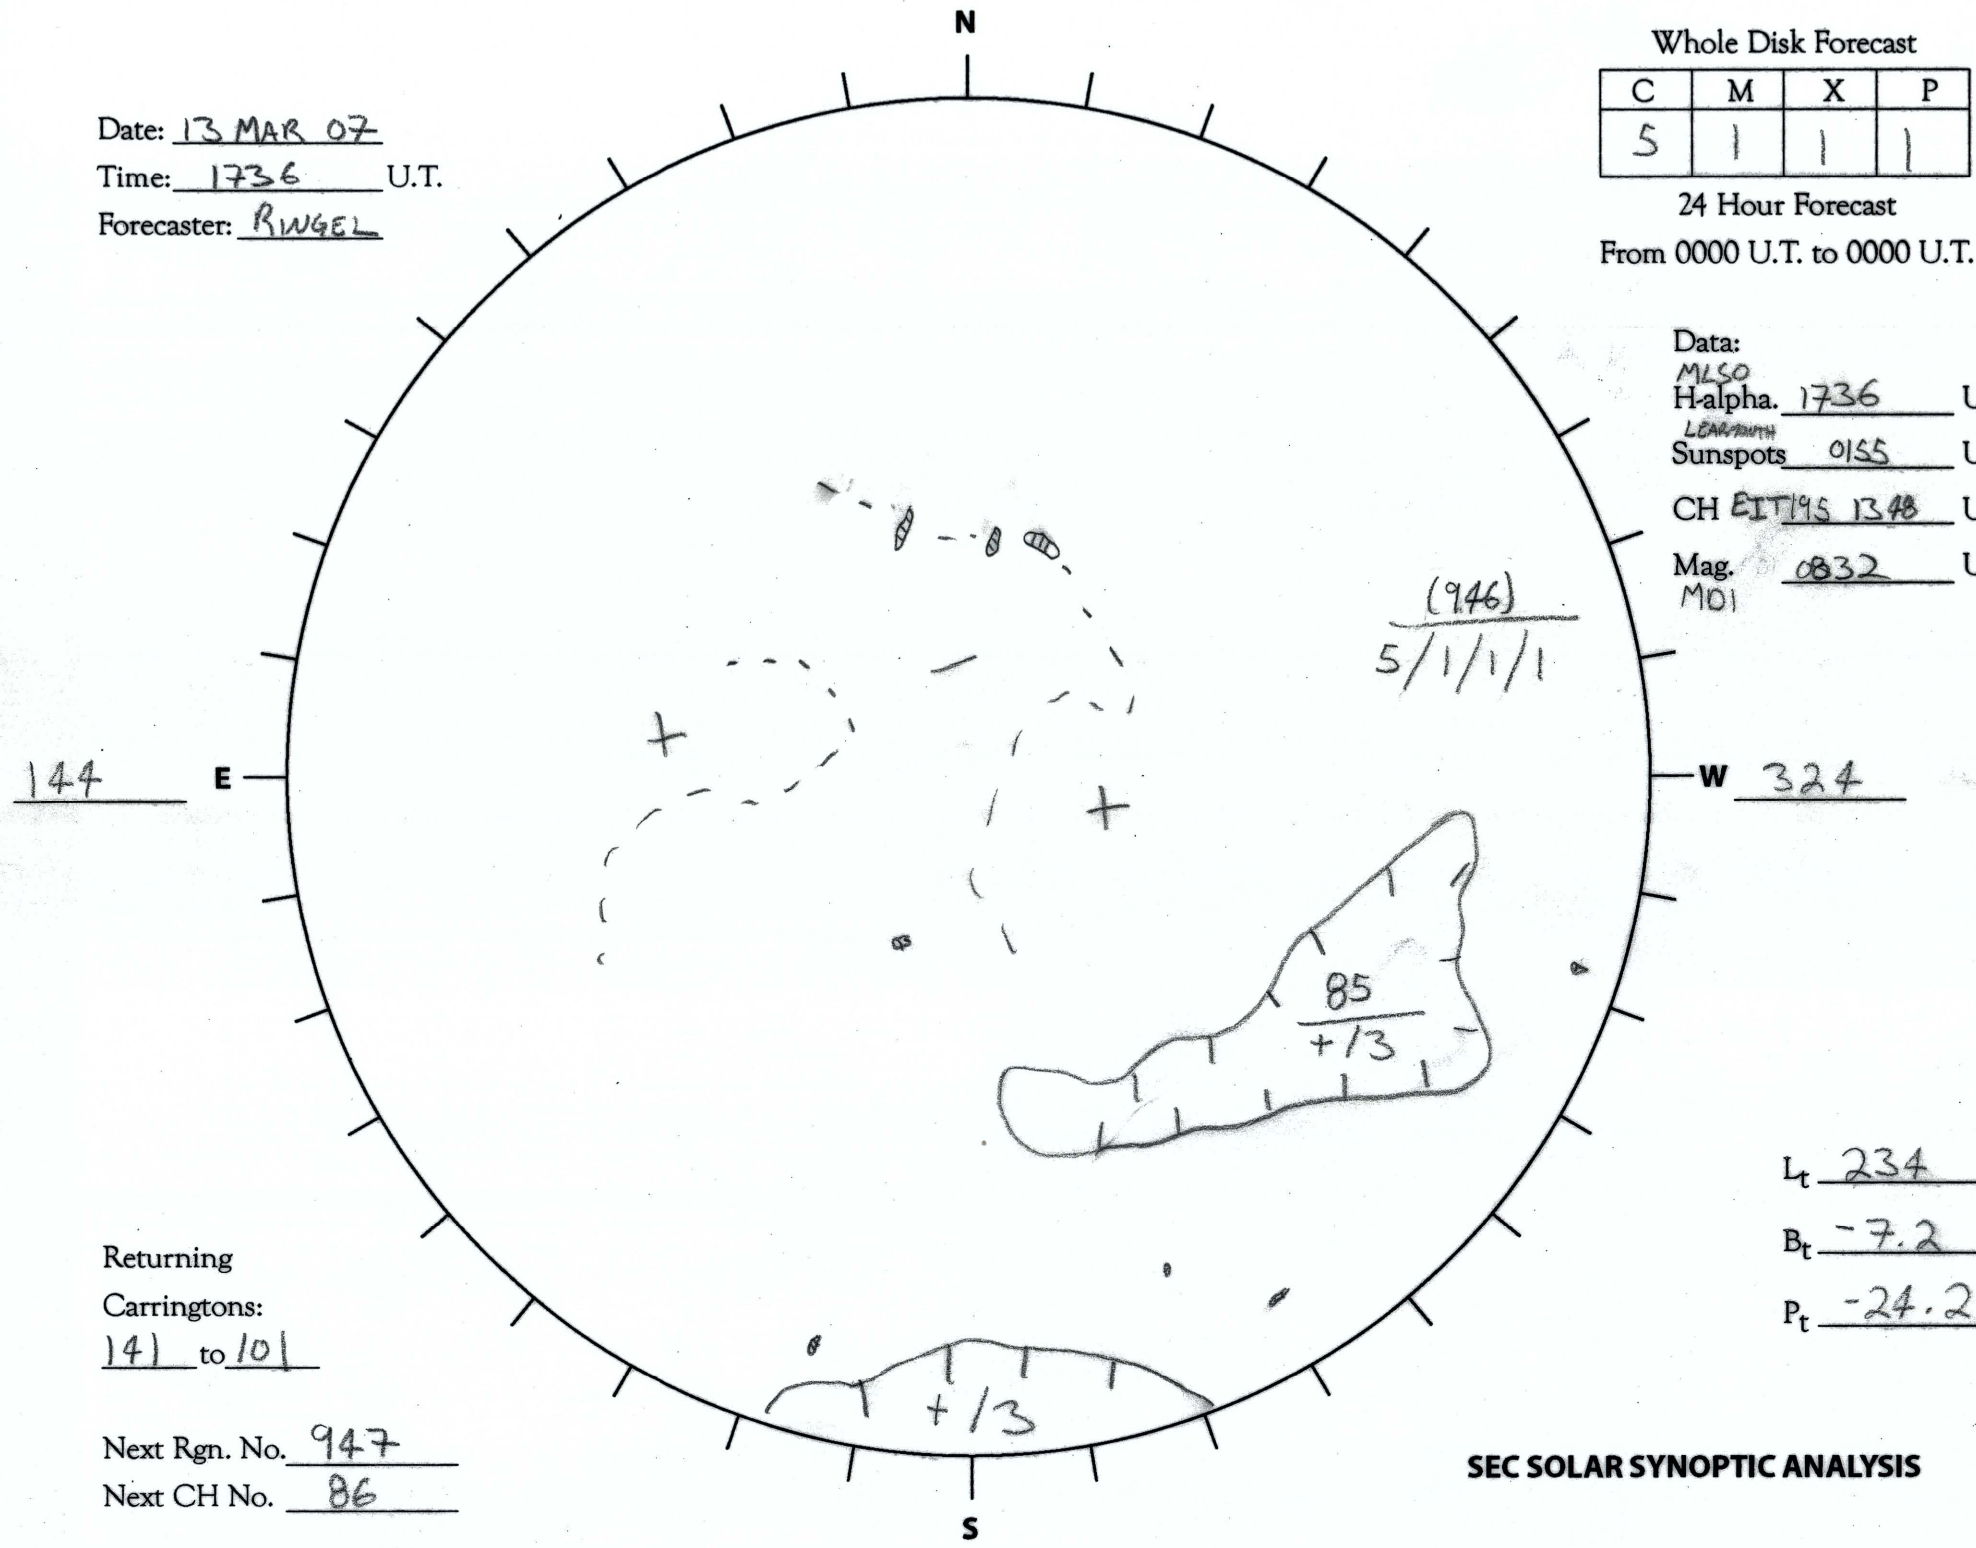 N
Whole Disk Forecast
C M X P
5 1 1 1
24 Hour Forecast
From 0000 U.T. to 0000 U.T.
Date: 13 MAR 07
Time: 1736 U.T.
Forecaster: RINGEL
Data:
MLSO
H-alpha. 1736 U
LEARMONTH
Sunspots 0155 U
CH EIT195 1348 U
Mag. 0832 U
MDI
(946)
5/1/1/1
+
144 E
W 324
+
85
+/3
Lt 234
Bt -7.2
Pt -24.2
Returning
Carringtons:
141 to 101
+/3
Next Rgn. No. 947
Next CH No. 86
SEC SOLAR SYNOPTIC ANALYSIS
S